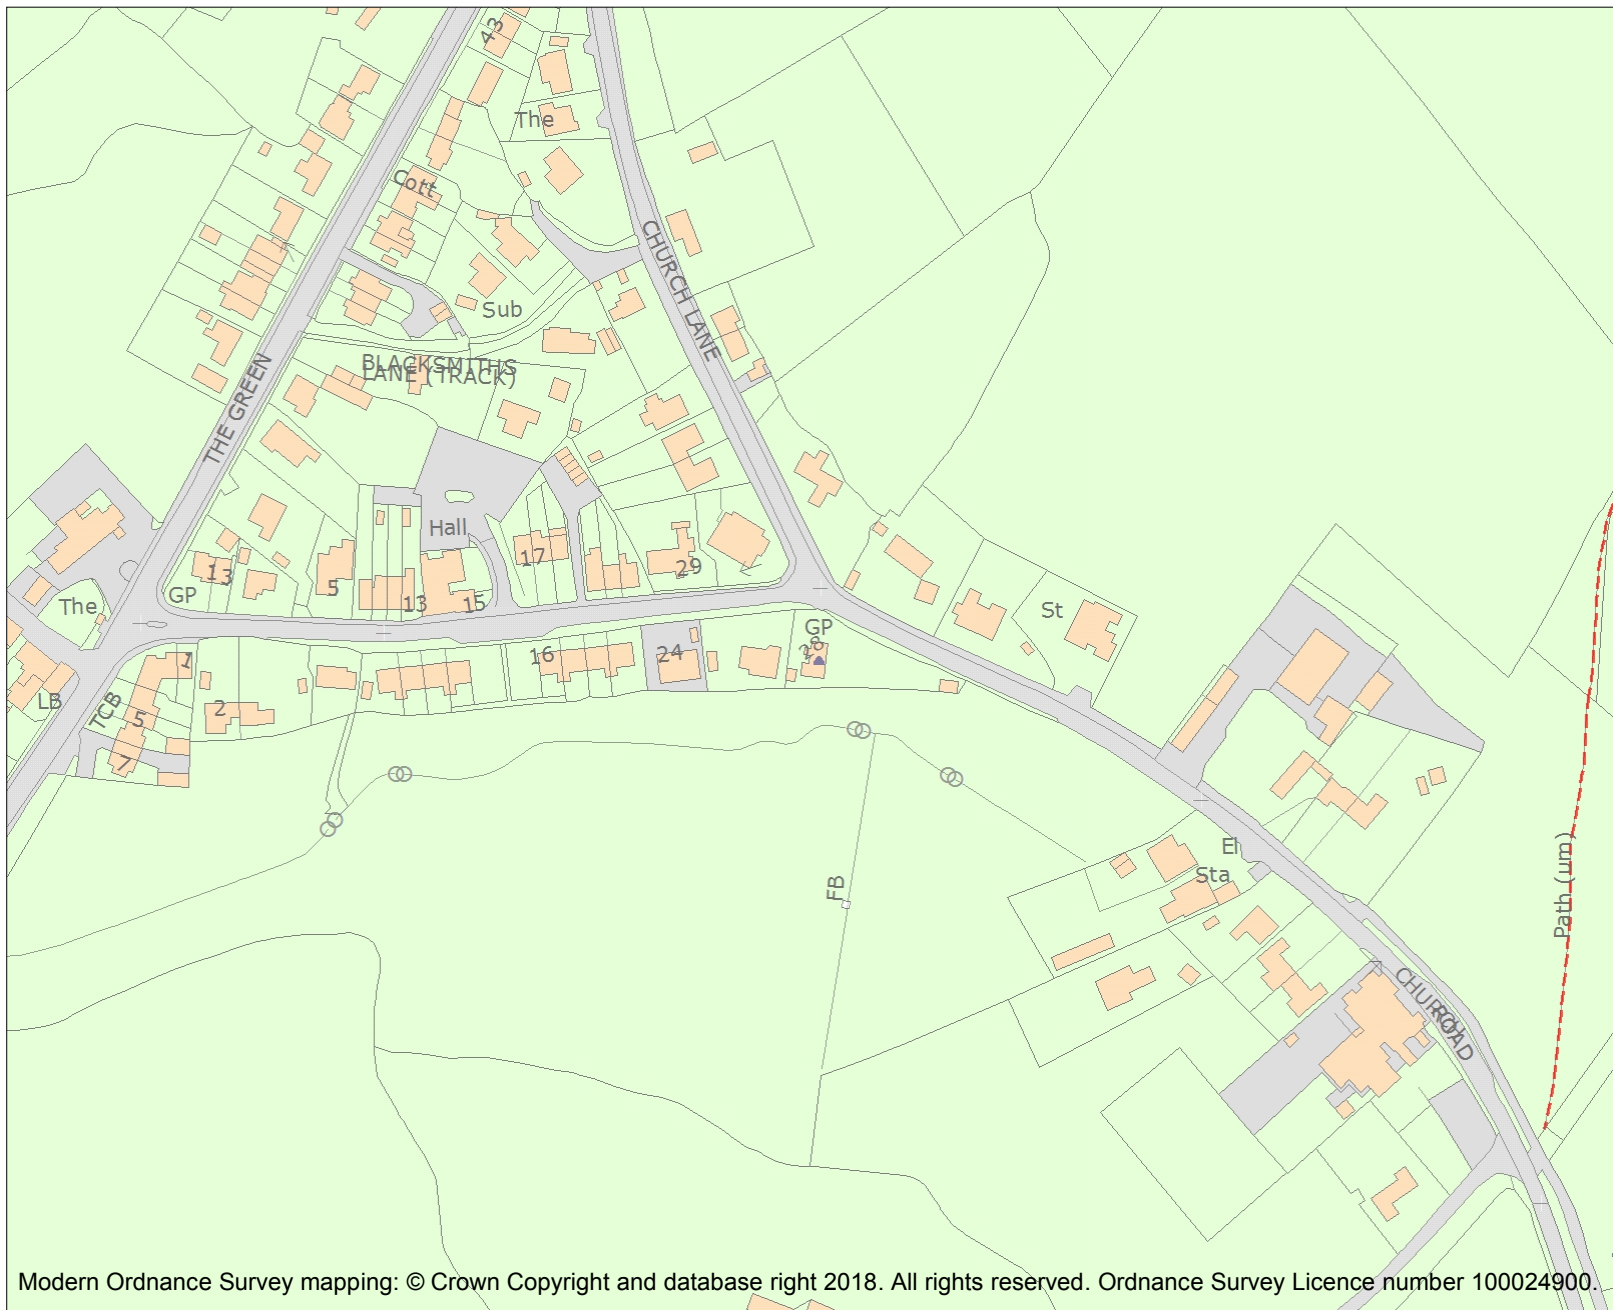 43
The
Cott
CHURCH LANE
Sub
BLACKSMITHS
LANE (TRACK)
THE GREEN
Hall
17
13
5
13
15
29
GP
The
GP
28
St
16
24
1
LB
TCB
5
2
7
El
Sta
FB
Path (um)
CHURCH
ROAD
Modern Ordnance Survey mapping: © Crown Copyright and database right 2018. All rights reserved. Ordnance Survey Licence number 100024900.